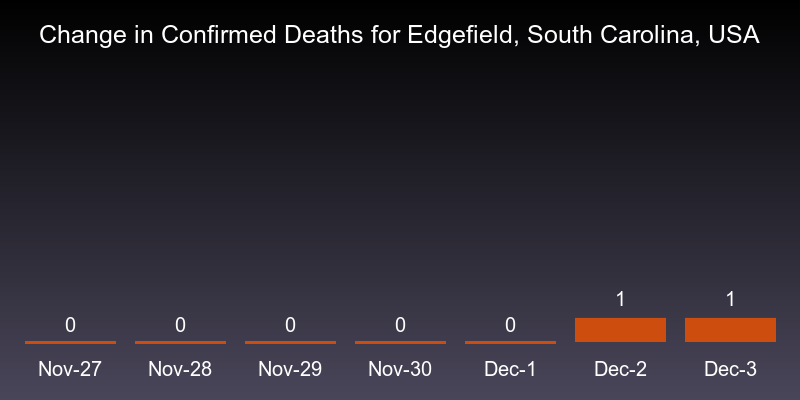 Change in Confirmed Deaths for Edgefield, South Carolina, USA
1 1
0 0 0 0 0
Nov-27 Nov-28 Nov-29 Nov-30 Dec-1 Dec-2 Dec-3